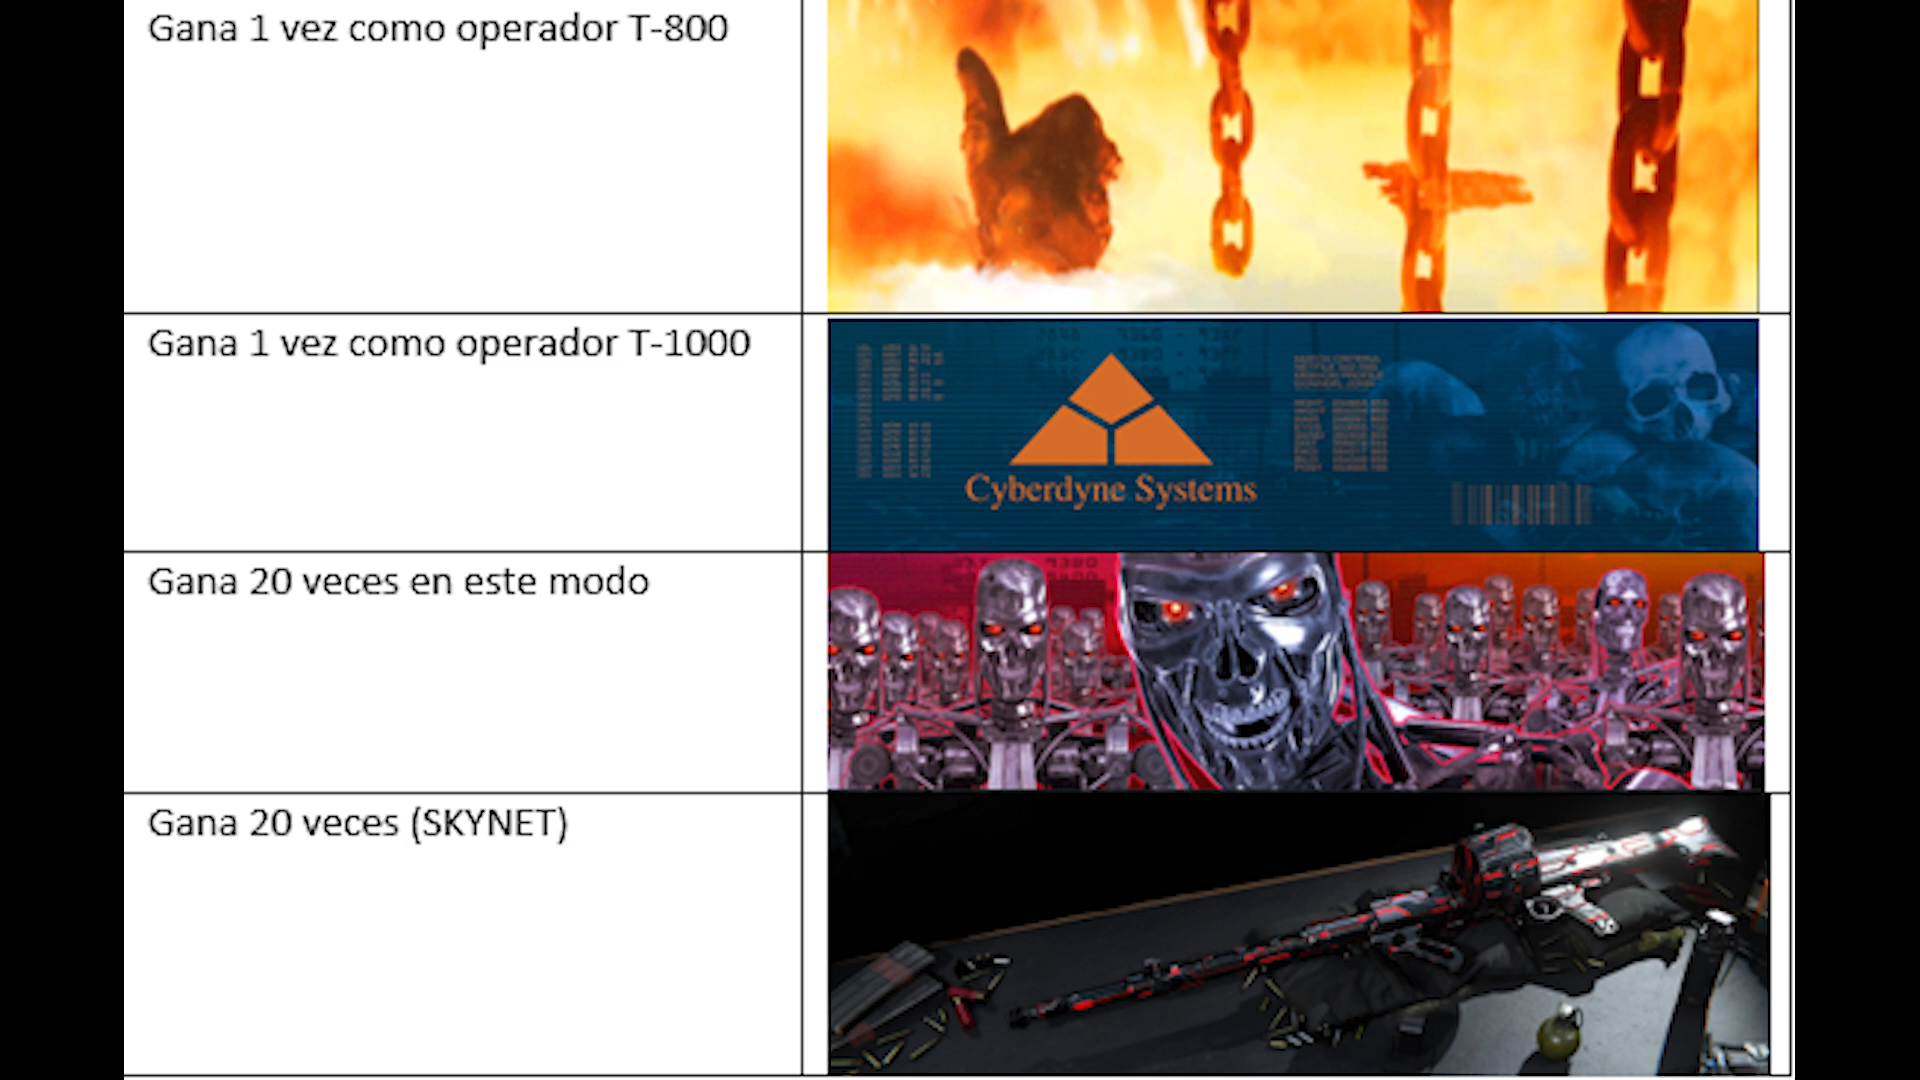 Gana 1 vez como operador T-800
Gana 1 vez como operador T-1000
Cyberdyne Systems
Gana 20 veces en este modo
Gana 20 veces (SKYNET)